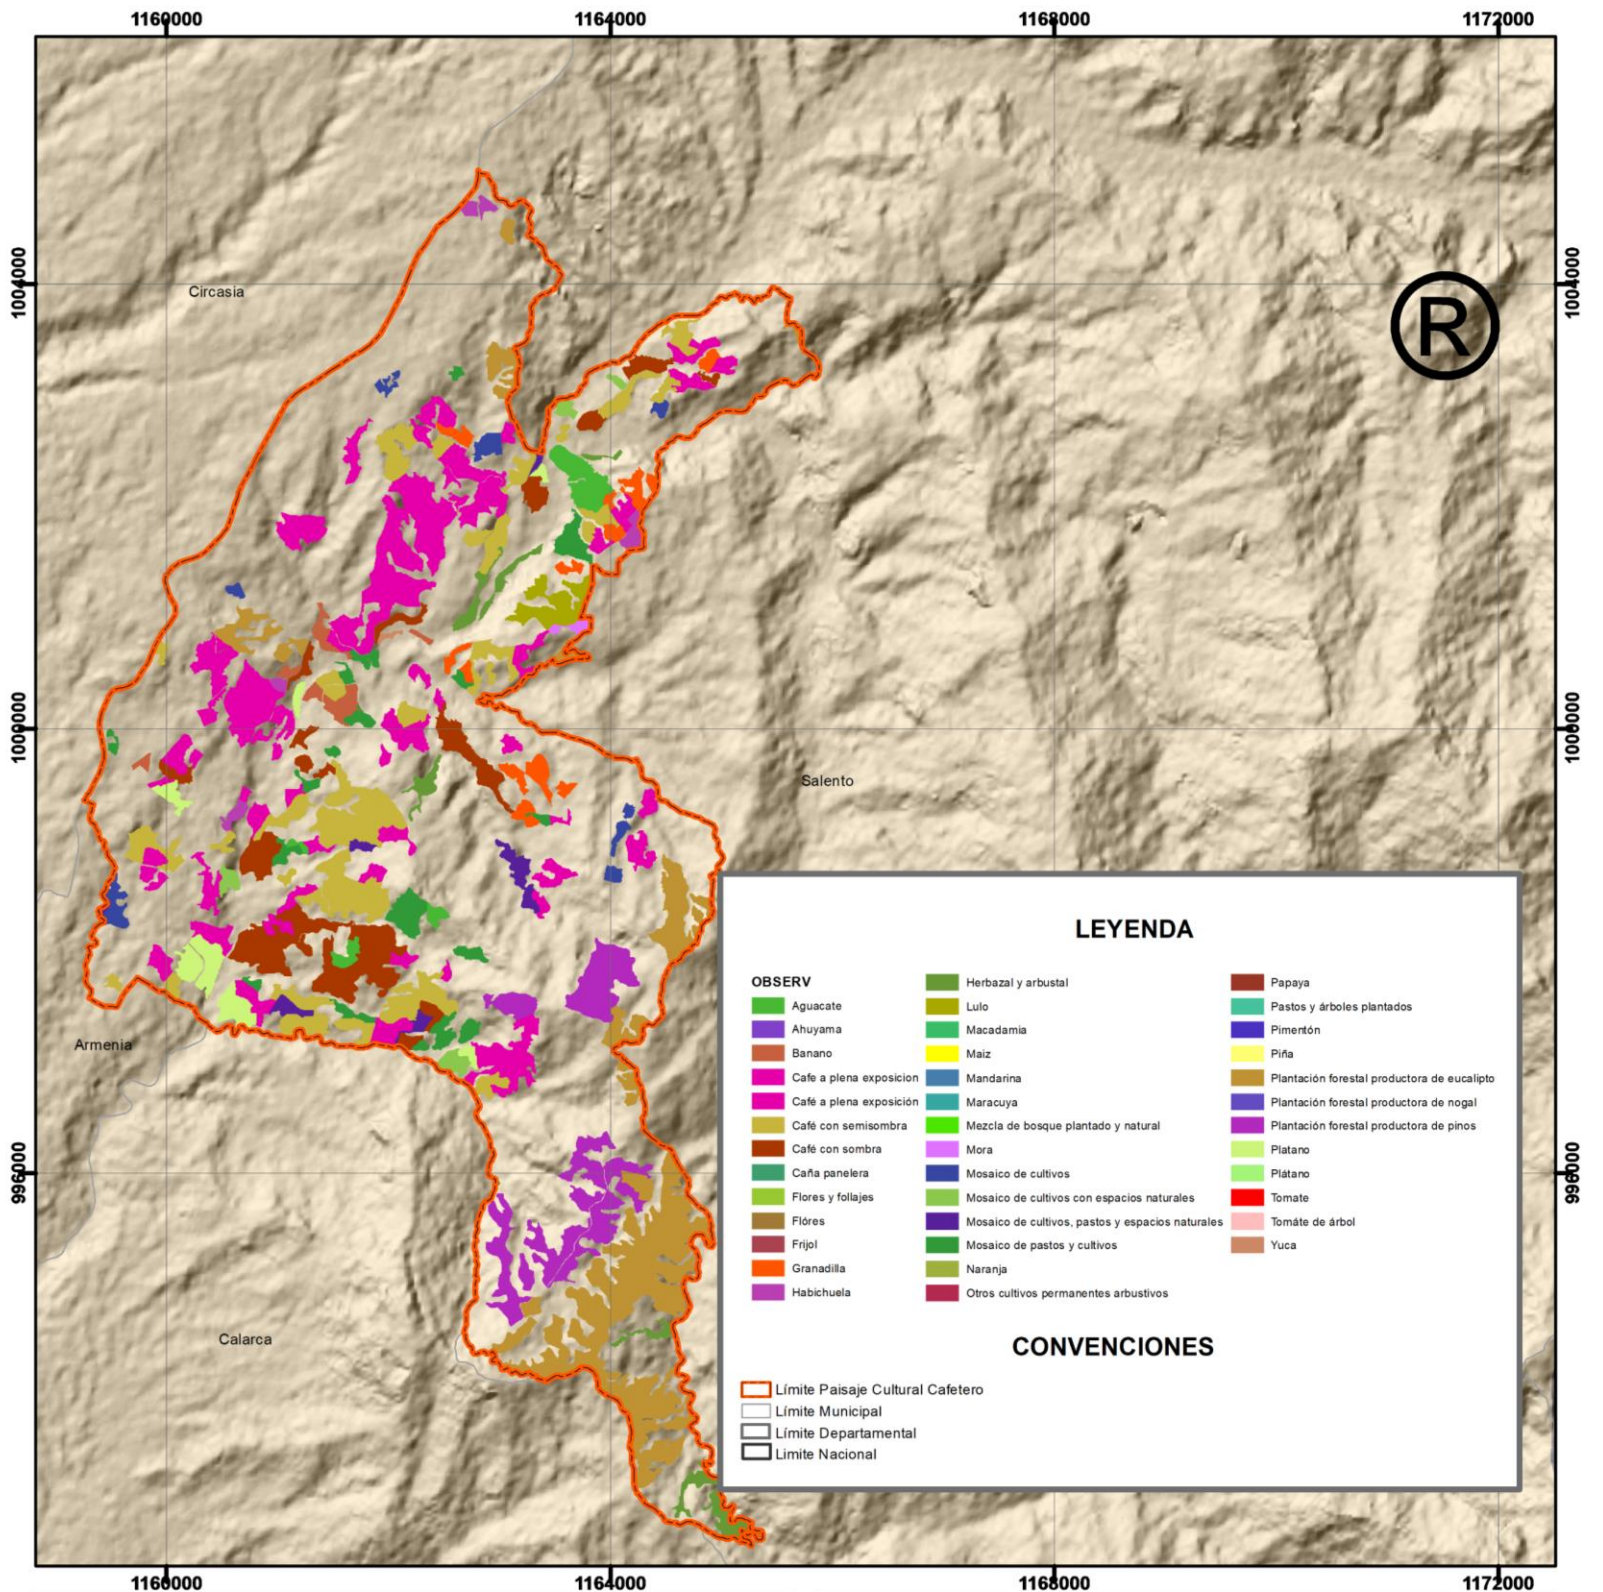 1160000 1164000 1168000 1172000
1004000 1004000
Circasia
R
1000000 1000000
Salento
LEYENDA
OBSERV
Aguacate
Ahuyama
Banano
Cafe a plena exposicion
Café a plena exposición
Café con semisombra
Café con sombra
Caña panelera
Flores y follajes
Flóres
Frijol
Granadilla
Habichuela
Herbazal y arbustal
Lulo
Macadamia
Maiz
Mandarina
Maracuya
Mezcla de bosque plantado y natural
Mora
Mosaico de cultivos
Mosaico de cultivos con espacios naturales
Mosaico de cultivos, pastos y espacios naturales
Mosaico de pastos y cultivos
Naranja
Otros cultivos permanentes arbustivos
Papaya
Pastos y árboles plantados
Pimentón
Piña
Plantación forestal productora de eucalipto
Plantación forestal productora de nogal
Plantación forestal productora de pinos
Platano
Plátano
Tomate
Tomáte de árbol
Yuca
Armenia
996000 996000
Calarca
CONVENCIONES
Límite Paisaje Cultural Cafetero
Límite Municipal
Límite Departamental
Limite Nacional
1160000 1164000 1168000 1172000